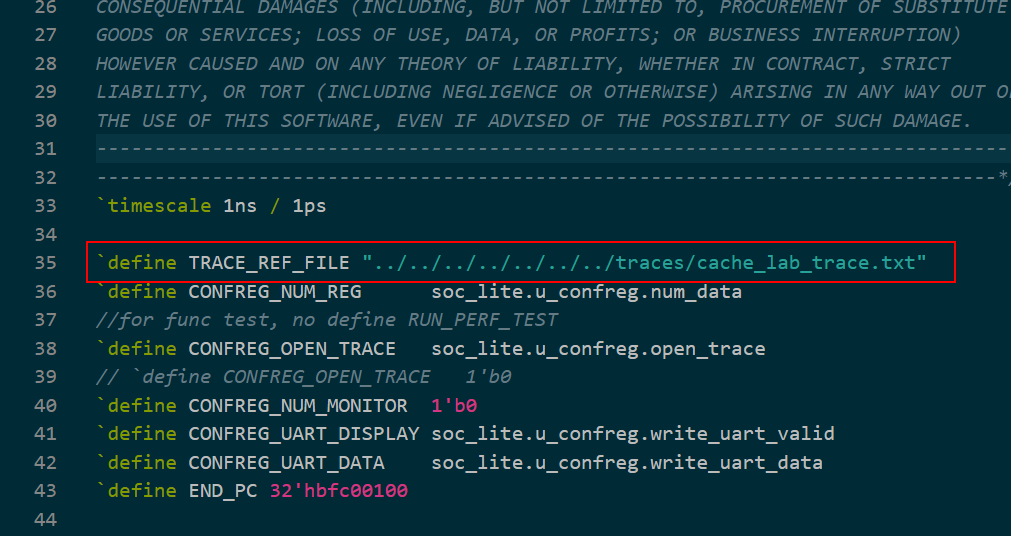 26 CONSEQUENTIAL DAMAGES (INCLUDING, BUT NOT LIMITED TO, PROCUREMENT OF SUBSTITUTE
27 GOODS OR SERVICES; LOSS OF USE, DATA, OR PROFITS; OR BUSINESS INTERRUPTION)
28 HOWEVER CAUSED AND ON ANY THEORY OF LIABILITY, WHETHER IN CONTRACT, STRICT
29 LIABILITY, OR TORT (INCLUDING NEGLIGENCE OR OTHERWISE) ARISING IN ANY WAY OUT O
30 THE USE OF THIS SOFTWARE, EVEN IF ADVISED OF THE POSSIBILITY OF SUCH DAMAGE.
31 -------------------------------------------------------------------------------
32 ------------------------------------------------------------------------------*/
33 `timescale 1ns / 1ps
34
35 `define TRACE_REF_FILE "../../../../../../../traces/cache_lab_trace.txt"
36 `define CONFREG_NUM_REG      soc_lite.u_confreg.num_data
37 //for func test, no define RUN_PERF_TEST
38 `define CONFREG_OPEN_TRACE   soc_lite.u_confreg.open_trace
39 // `define CONFREG_OPEN_TRACE   1'b0
40 `define CONFREG_NUM_MONITOR  1'b0
41 `define CONFREG_UART_DISPLAY soc_lite.u_confreg.write_uart_valid
42 `define CONFREG_UART_DATA    soc_lite.u_confreg.write_uart_data
43 `define END_PC 32'hbfc00100
44